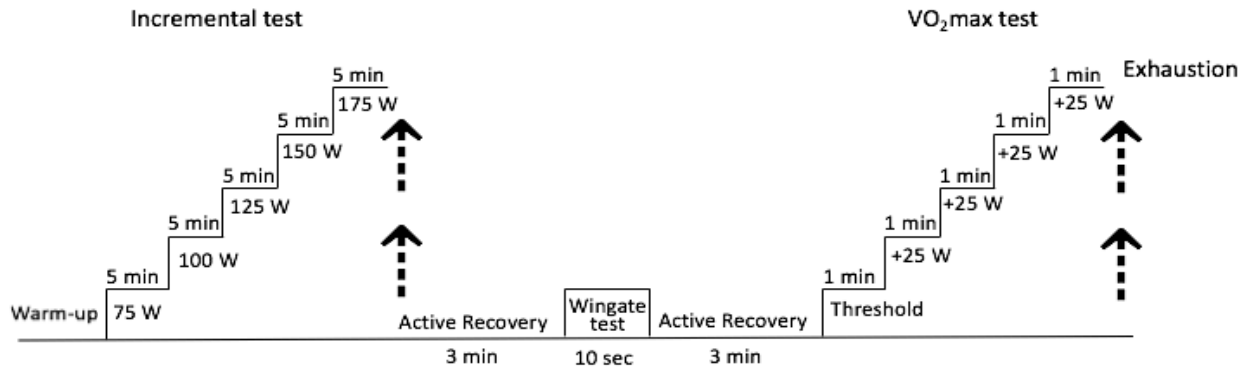 Incremental test
VO₂max test
5 min
175 W
5 min
150 W
5 min
125 W
5 min
100 W
5 min
75 W
Warm-up
Active Recovery
3 min
Wingate
test
10 sec
Active Recovery
3 min
1 min
Threshold
1 min
+25 W
1 min
+25 W
1 min
+25 W
1 min
+25 W
Exhaustion